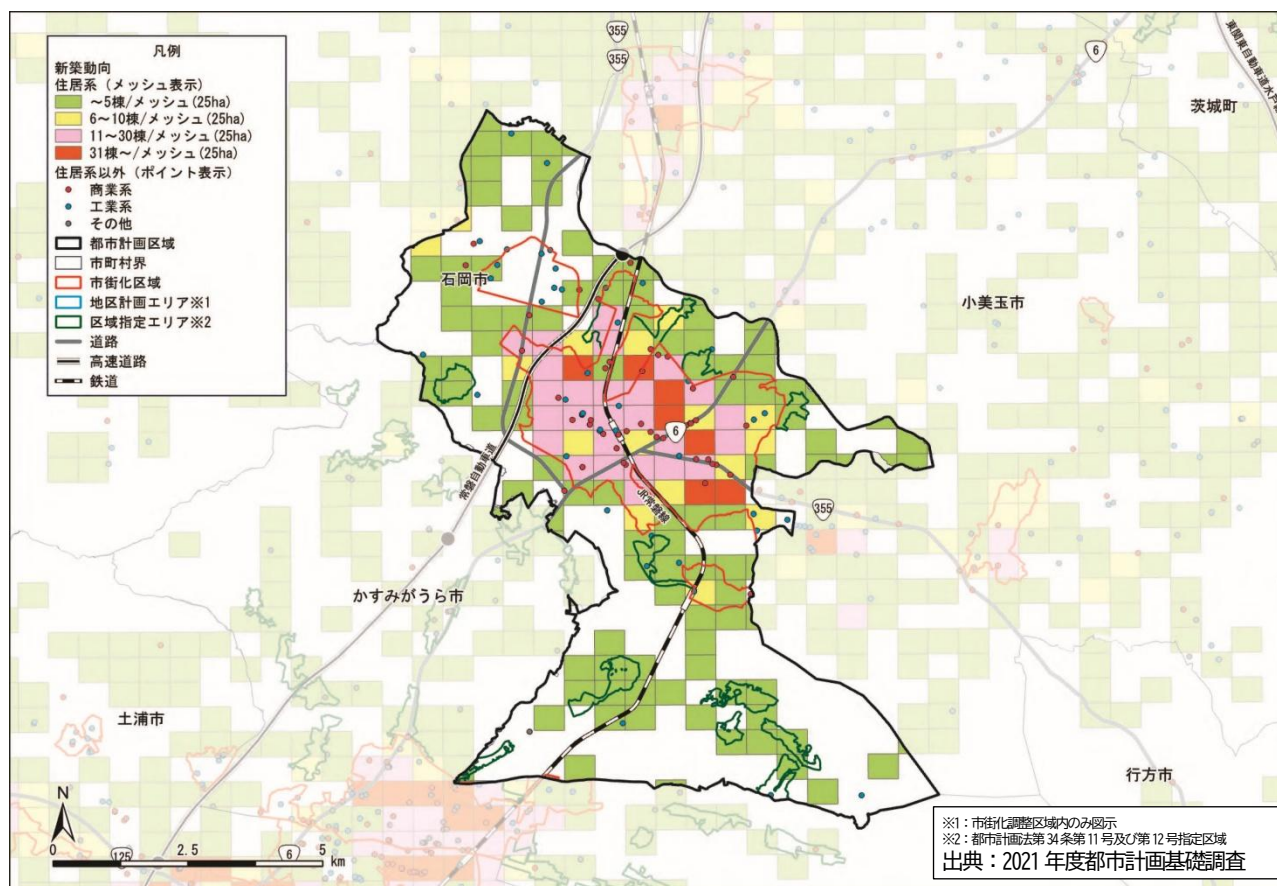 凡例
新築動向
住居系（メッシュ表示）
～5棟/メッシュ(25ha)
6～10棟/メッシュ(25ha)
11～30棟/メッシュ(25ha)
31棟～/メッシュ(25ha)
住居系以外（ポイント表示）
商業系
工業系
その他
都市計画区域
市町村界
市街化区域
地区計画エリア※1
区域指定エリア※2
道路
高速道路
鉄道
355
355
6
東関東自動車道水戸線
茨城町
石岡市
小美玉市
6
常磐自動車道
JR常磐線
355
かすみがうら市
土浦市
行方市
N
0 2.5 5
km
125
6
※1：市街化調整区域内のみ図示
※2：都市計画法第34条第11号及び第12号指定区域
出典：2021年度都市計画基礎調査